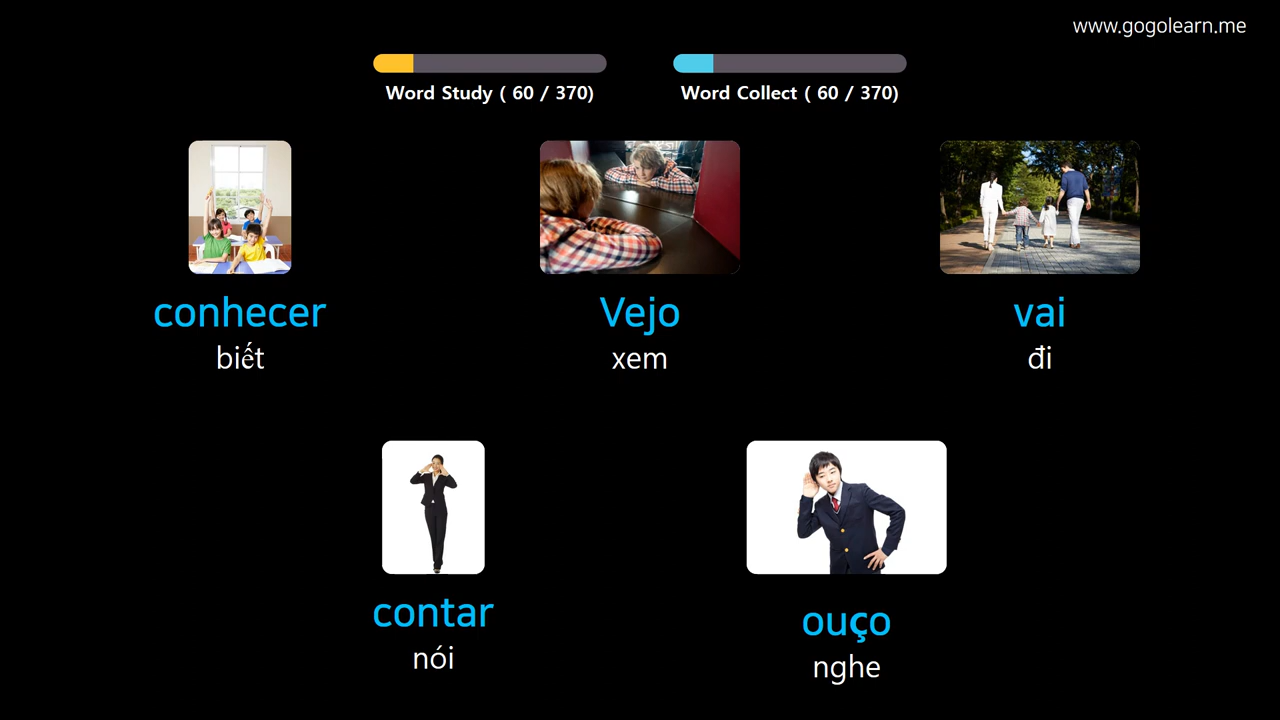 www.gogolearn.me
Word Study ( 60 / 370)
Word Collect ( 60 / 370)
conhecer
biết
Vejo
xem
vai
đi
contar
nói
ouço
nghe